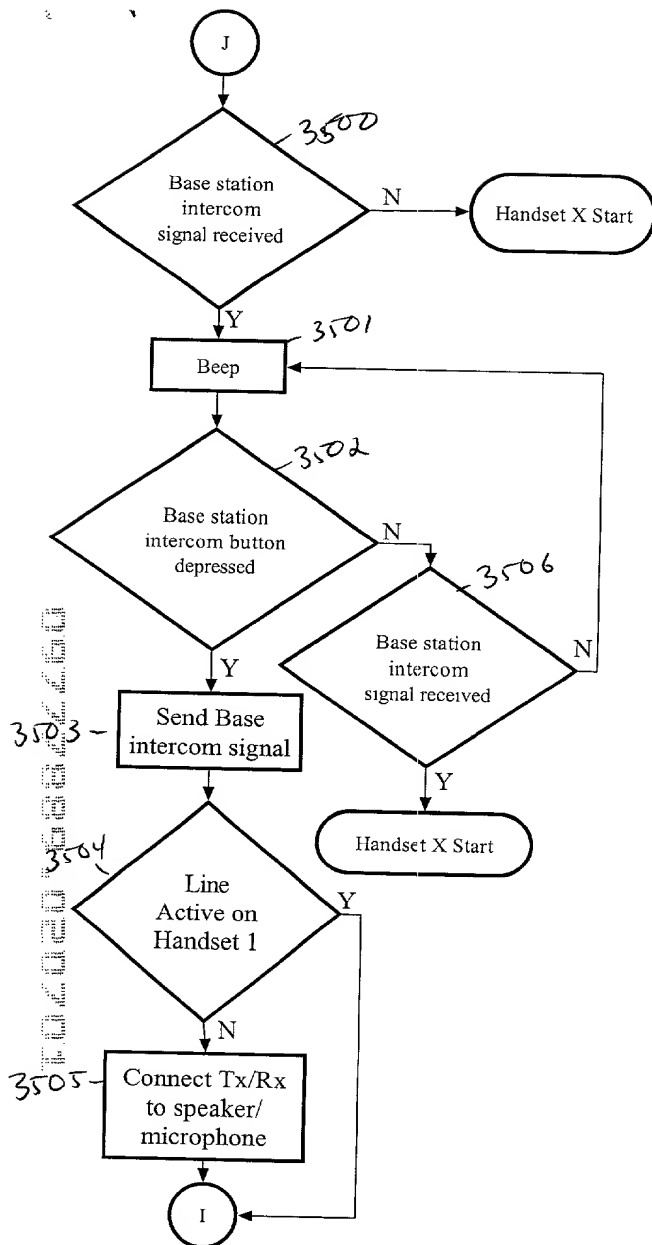 J
3500
Base station
intercom
signal received
N
Handset X Start
Y
3501
Beep
3502
Base station
intercom button
depressed
N
3506
Base station
intercom
signal received
N
Y
Y
3503
Send Base
intercom signal
Handset X Start
3504
Line
Active on
Handset 1
Y
N
3505
Connect Tx/Rx
to speaker/
microphone
I